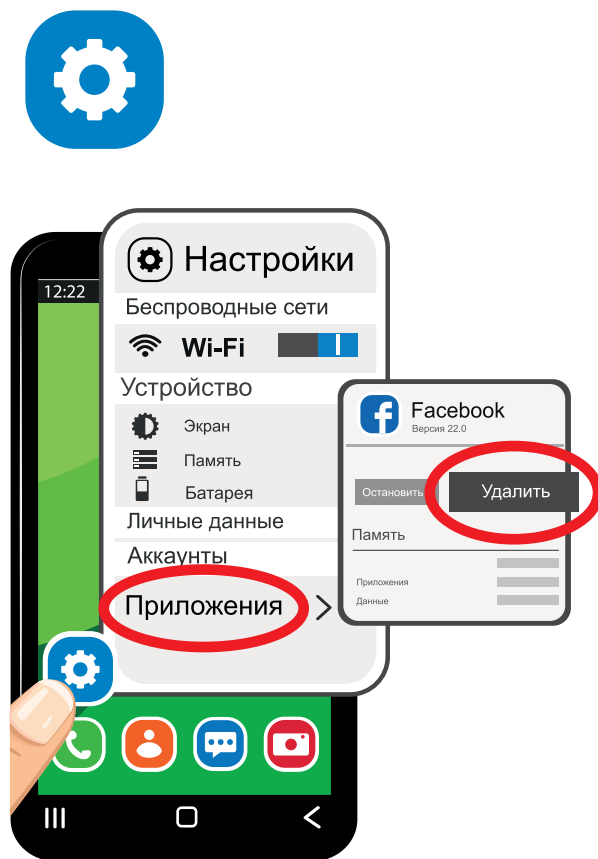 12:22
Настройки
Беспроводные сети
Wi-Fi
Устройство
Экран
Память
Батарея
Личные данные
Аккаунты
Приложения
Facebook
Версия 22.0
Остановить
Удалить
Память
Приложения
Данные